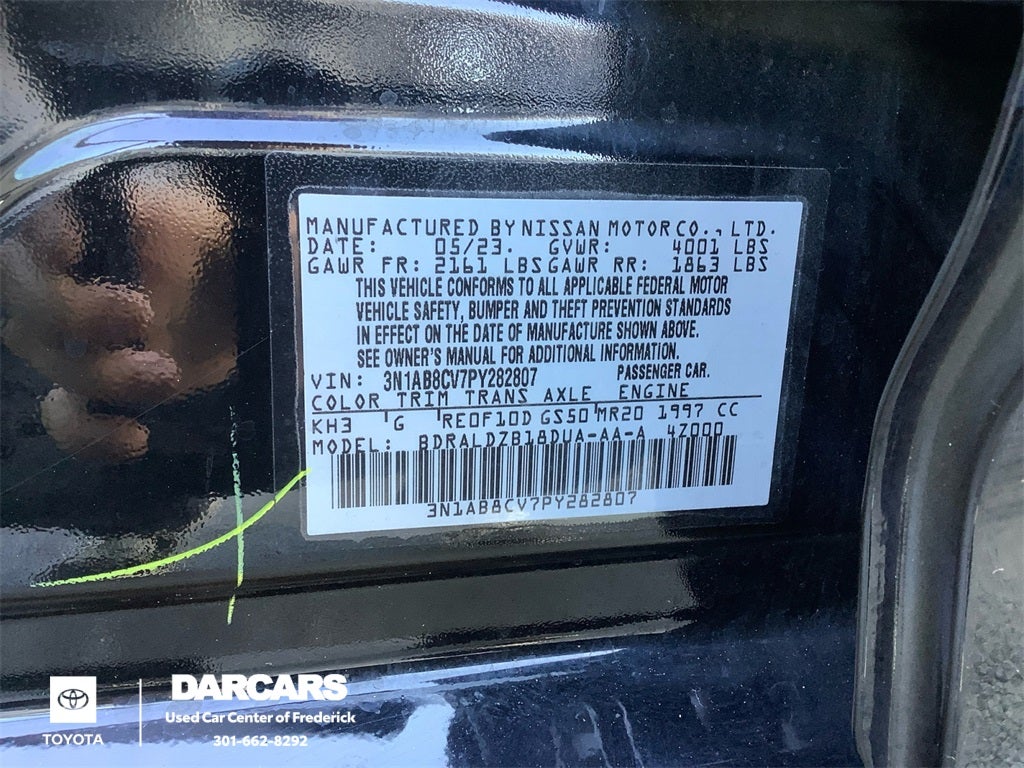 MANUFACTURED BY NISSAN MOTOR CO., LTD.
DATE: 05/23. GVWR: 4001 LBS
GAWR FR: 2161 LBS GAWR RR: 1863 LBS
THIS VEHICLE CONFORMS TO ALL APPLICABLE FEDERAL MOTOR
VEHICLE SAFETY, BUMPER AND THEFT PREVENTION STANDARDS
IN EFFECT ON THE DATE OF MANUFACTURE SHOWN ABOVE.
SEE OWNER'S MANUAL FOR ADDITIONAL INFORMATION.
VIN: 3N1AB8CV7PY282807 PASSENGER CAR.
COLOR TRIM TRANS AXLE ENGINE
KH3 G RE0F10D GS50 MR20 1997 CC
MODEL: BDRALDZB18DUA-AA-A 4Z000
3N1AB8CV7PY282807
TOYOTA
DARCARS
Used Car Center of Frederick
301-662-8292